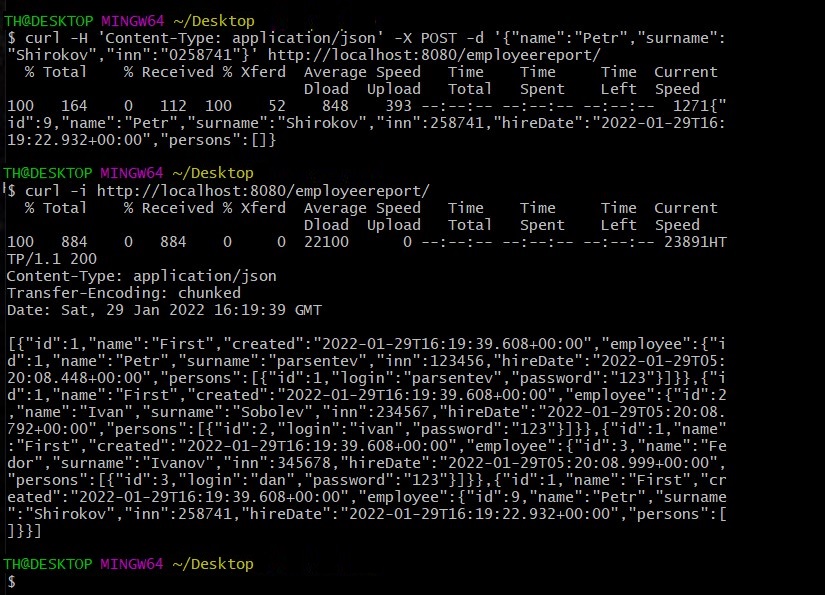 TH@DESKTOP MINGW64 ~/Desktop
$ curl -H 'Content-Type: application/json' -X POST -d '{"name":"Petr","surname":
"Shirokov","inn":"0258741"}' http://localhost:8080/employeereport/
  % Total    % Received % Xferd  Average Speed   Time    Time     Time  Current
                                 Dload  Upload   Total   Spent    Left  Speed
100   164    0   112  100    52    848    393 --:--:-- --:--:-- --:--:--  1271{"
id":9,"name":"Petr","surname":"Shirokov","inn":258741,"hireDate":"2022-01-29T16:
19:22.932+00:00","persons":[]}
TH@DESKTOP MINGW64 ~/Desktop
$ curl -i http://localhost:8080/employeereport/
  % Total    % Received % Xferd  Average Speed   Time    Time     Time  Current
                                 Dload  Upload   Total   Spent    Left  Speed
100   884    0   884    0     0  22100      0 --:--:-- --:--:-- --:--:-- 23891HT
TP/1.1 200
Content-Type: application/json
Transfer-Encoding: chunked
Date: Sat, 29 Jan 2022 16:19:39 GMT
[{"id":1,"name":"First","created":"2022-01-29T16:19:39.608+00:00","employee":{"i
d":1,"name":"Petr","surname":"parsentev","inn":123456,"hireDate":"2022-01-29T05:
20:08.448+00:00","persons":[{"id":1,"login":"parsentev","password":"123"}]}},{"i
d":1,"name":"First","created":"2022-01-29T16:19:39.608+00:00","employee":{"id":2
,"name":"Ivan","surname":"Sobolev","inn":234567,"hireDate":"2022-01-29T05:20:08.
792+00:00","persons":[{"id":2,"login":"ivan","password":"123"}]}},{"id":1,"name"
:"First","created":"2022-01-29T16:19:39.608+00:00","employee":{"id":3,"name":"Fe
dor","surname":"Ivanov","inn":345678,"hireDate":"2022-01-29T05:20:08.999+00:00",
"persons":[{"id":3,"login":"dan","password":"123"}]}},{"id":1,"name":"First","cr
eated":"2022-01-29T16:19:39.608+00:00","employee":{"id":9,"name":"Petr","surname
":"Shirokov","inn":258741,"hireDate":"2022-01-29T16:19:22.932+00:00","persons":[
]}}]
TH@DESKTOP MINGW64 ~/Desktop
$